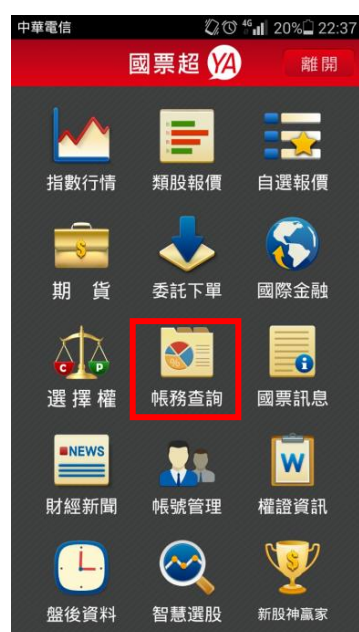 中華電信 4G 20% 22:37
國票超 YA 離開
指數行情 類股報價 自選報價
$
期 貨 委託下單 國際金融
C P
選擇權 帳務查詢 國票訊息
NEWS W
財經新聞 帳號管理 權證資訊
$
盤後資料 智慧選股 新股神贏家